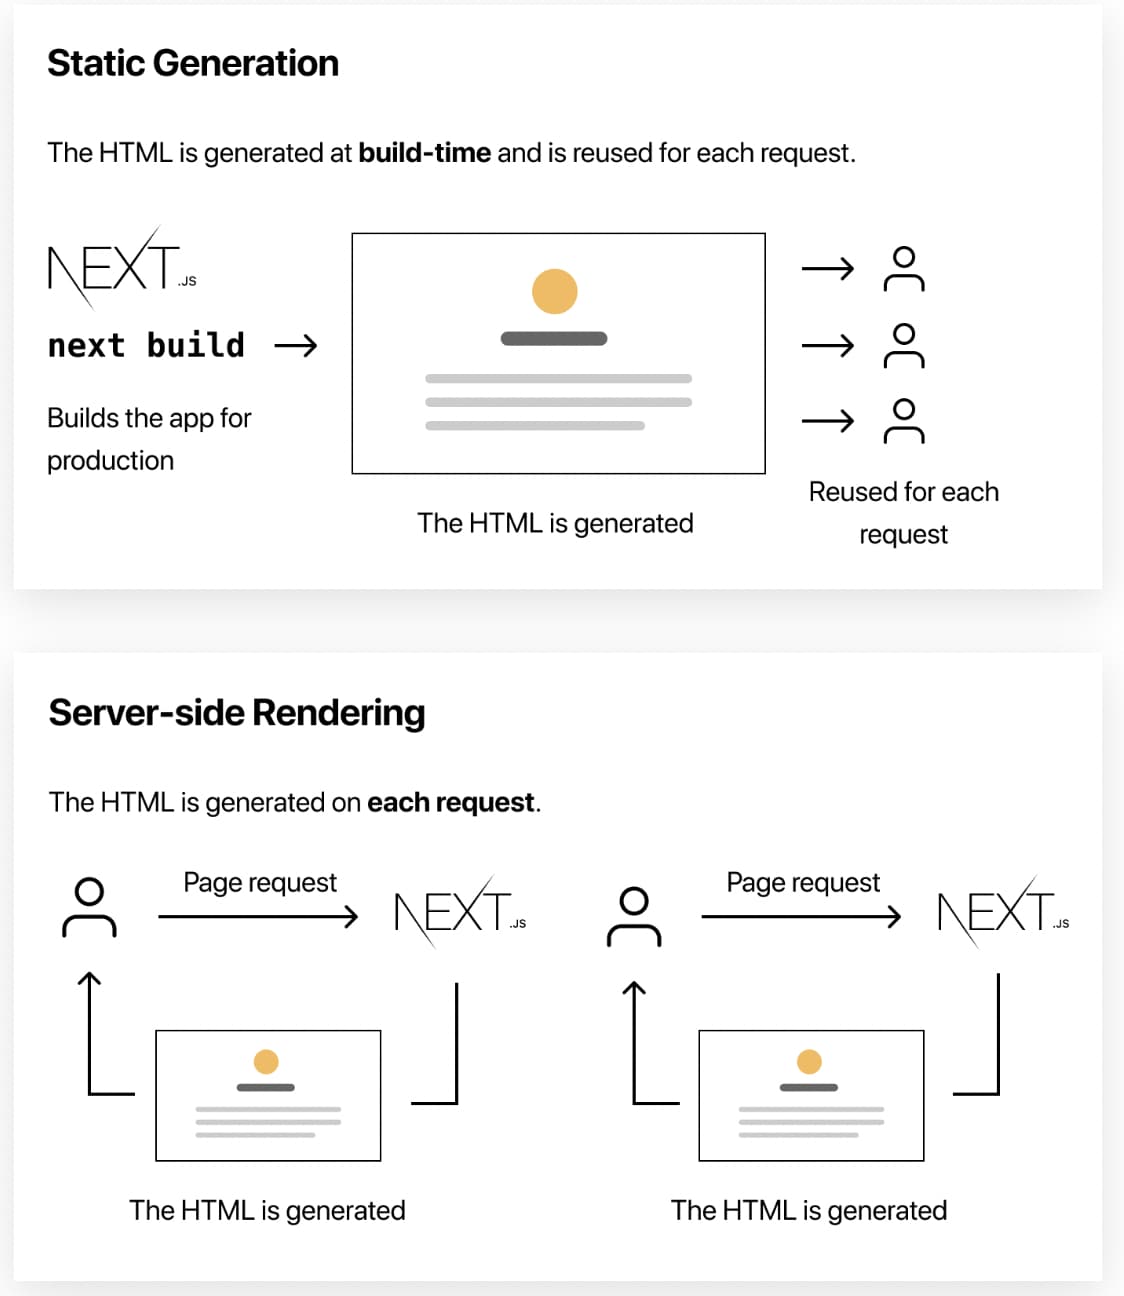 Static Generation
The HTML is generated at build-time and is reused for each request.
NEXT.JS
next build
Builds the app for
production
The HTML is generated
Reused for each
request
Server-side Rendering
The HTML is generated on each request.
Page request
NEXT.JS
The HTML is generated
Page request
NEXT.JS
The HTML is generated